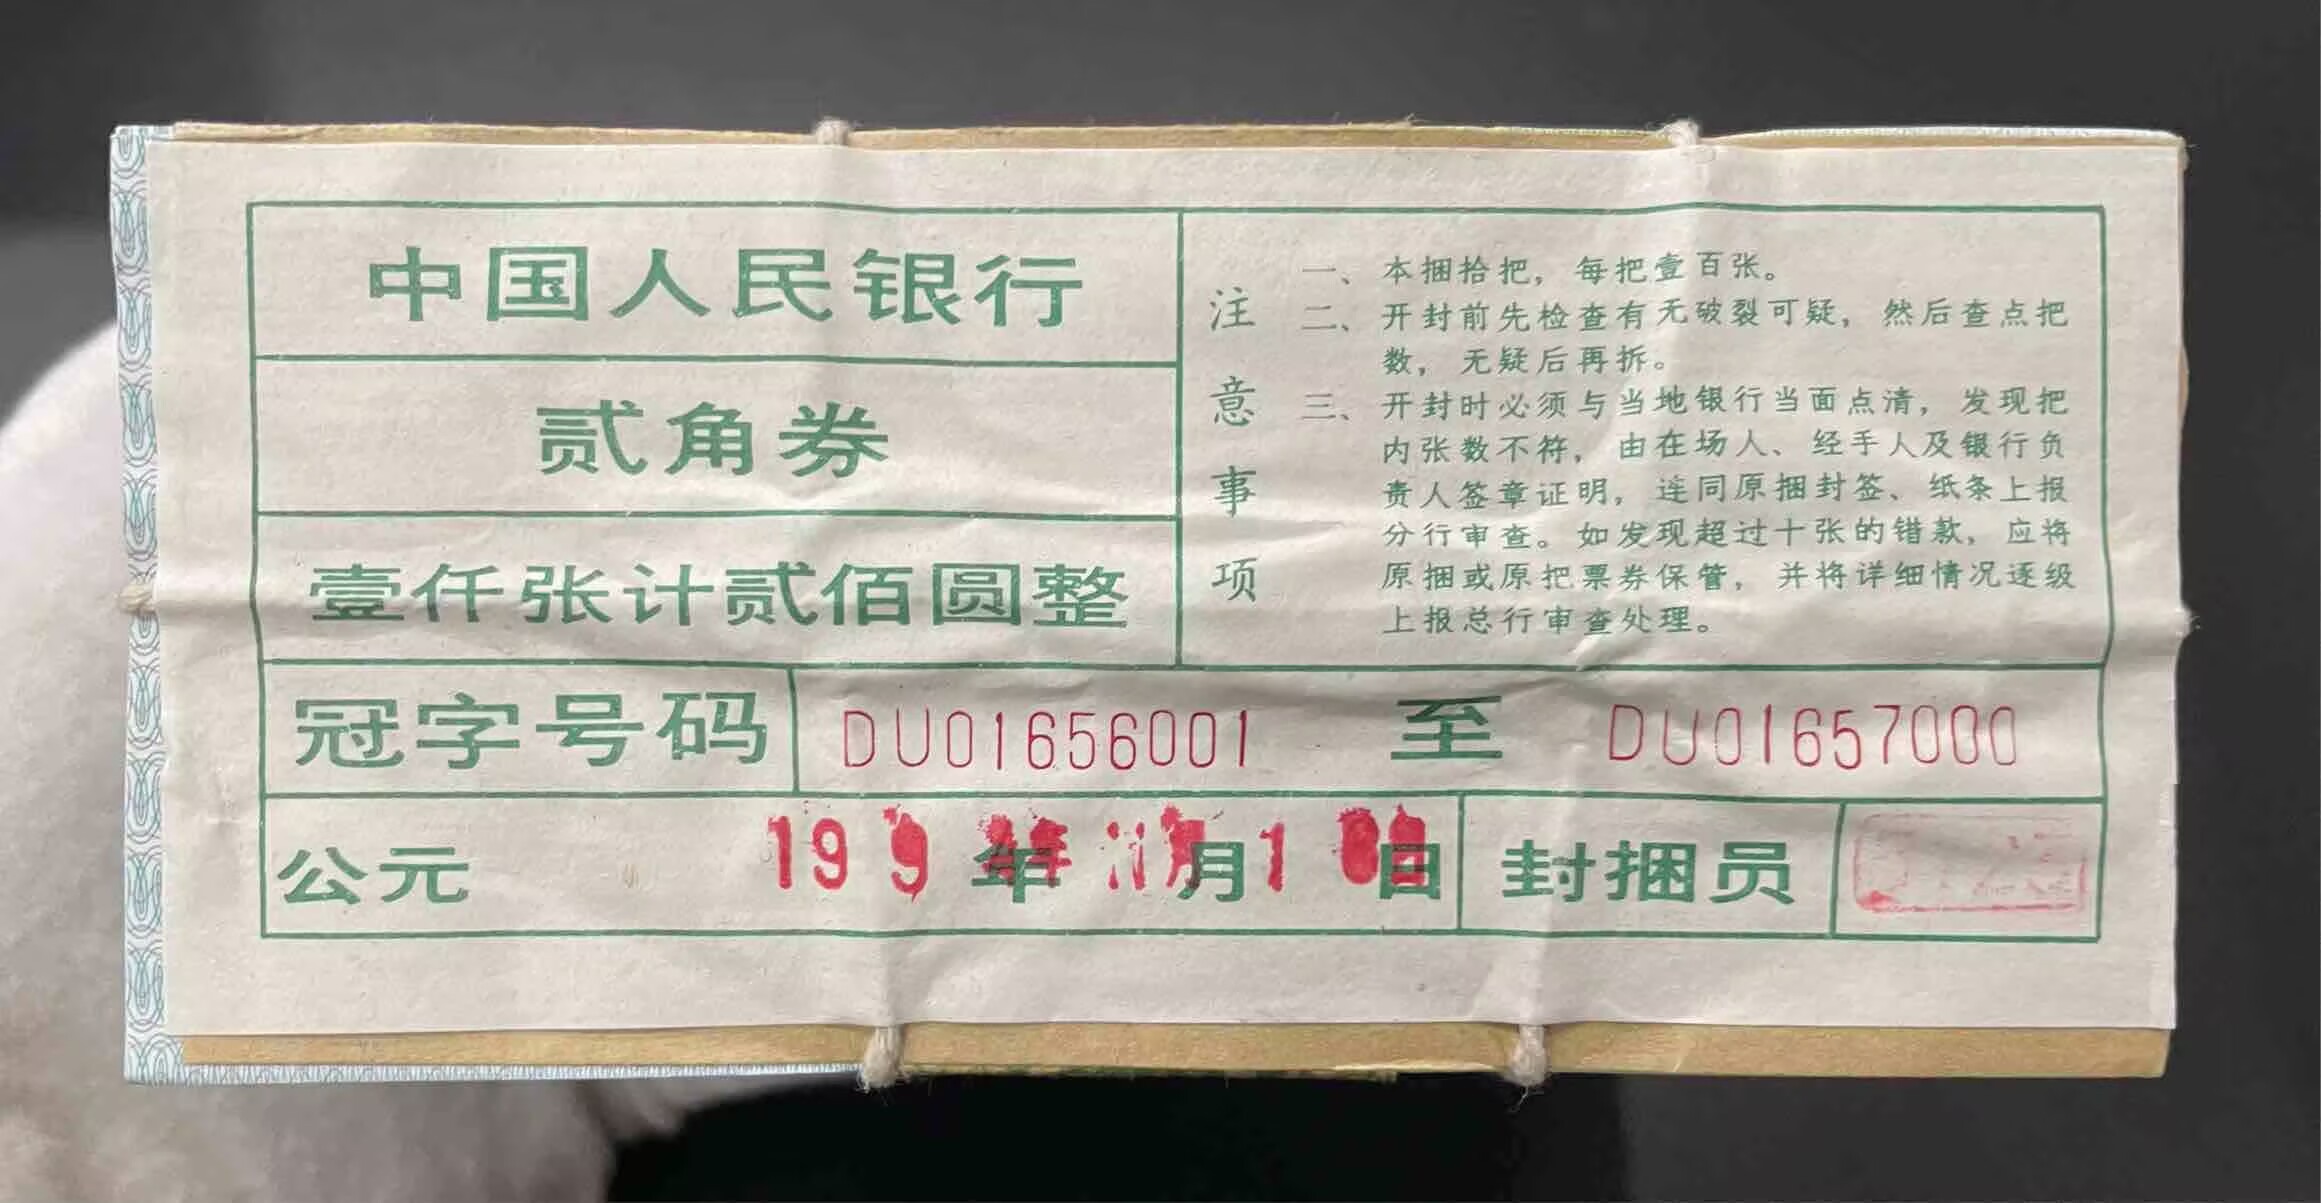 中国人民银行
贰角券
壹仟张计贰佰圆整
注意事项
一、本捆拾把，每把壹百张。
二、开封前先检查有无破裂可疑，然后查点把
数，无疑后再拆。
三、开封时必须与当地银行当面点清，发现把
内张数不符，由在场人、经手人及银行负
责人签章证明，连同原捆封签、纸条上报
分行审查。如发现超过十张的错款，应将
原捆或原把票券保管，并将详细情况逐级
上报总行审查处理。
冠字号码 DU01656001 至 DU01657000
公元 199 年 月 日 封捆员